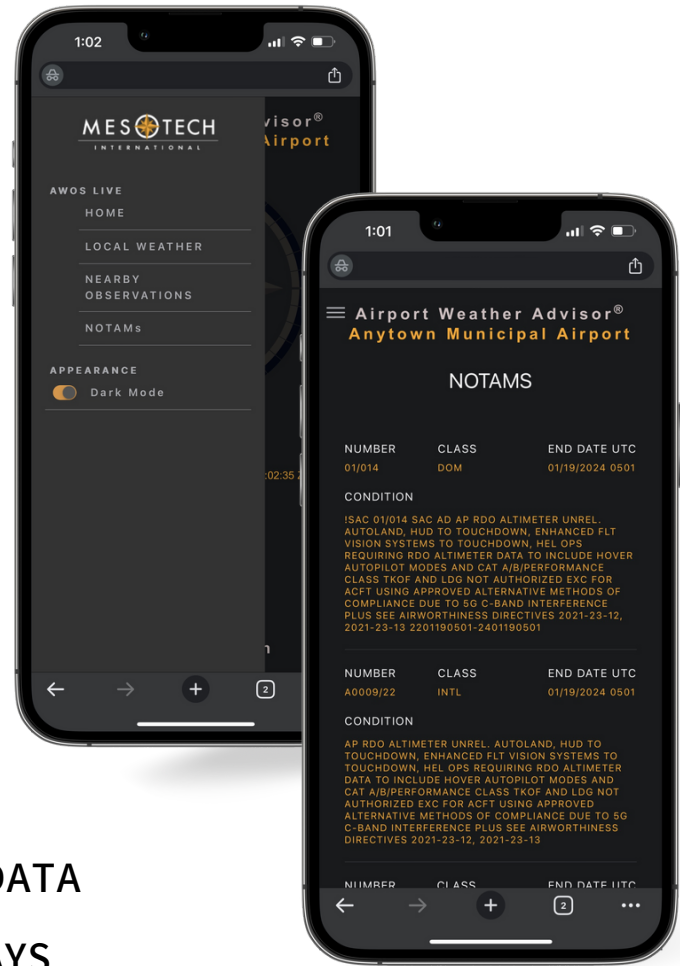 1:02
MESOTECH
INTERNATIONAL
visor®
Airport
AWOS LIVE
HOME
LOCAL WEATHER
NEARBY
OBSERVATIONS
NOTAMs
APPEARANCE
Dark Mode
:02:35
2
1:01
Airport Weather Advisor®
Anytown Municipal Airport
NOTAMS
NUMBER CLASS END DATE UTC
01/014 DOM 01/19/2024 0501
CONDITION
!SAC 01/014 SAC AD AP RDO ALTIMETER UNREL.
AUTOLAND, HUD TO TOUCHDOWN, ENHANCED FLT
VISION SYSTEMS TO TOUCHDOWN, HEL OPS
REQUIRING RDO ALTIMETER DATA TO INCLUDE HOVER
AUTOPILOT MODES AND CAT A/B/PERFORMANCE
CLASS TKOF AND LDG NOT AUTHORIZED EXC FOR
ACFT USING APPROVED ALTERNATIVE METHODS OF
COMPLIANCE DUE TO 5G C-BAND INTERFERENCE
PLUS SEE AIRWORTHINESS DIRECTIVES 2021-23-12,
2021-23-13 2201190501-2401190501
NUMBER CLASS END DATE UTC
A0009/22 INTL 01/19/2024 0501
CONDITION
AP RDO ALTIMETER UNREL. AUTOLAND, HUD TO
TOUCHDOWN, ENHANCED FLT VISION SYSTEMS TO
TOUCHDOWN, HEL OPS REQUIRING RDO ALTIMETER
DATA TO INCLUDE HOVER AUTOPILOT MODES AND
CAT A/B/PERFORMANCE CLASS TKOF AND LDG NOT
AUTHORIZED EXC FOR ACFT USING APPROVED
ALTERNATIVE METHODS OF COMPLIANCE DUE TO 5G
C-BAND INTERFERENCE PLUS SEE AIRWORTHINESS
DIRECTIVES 2021-23-12, 2021-23-13
NUMBER CLASS END DATE UTC
2
DATA
AYS